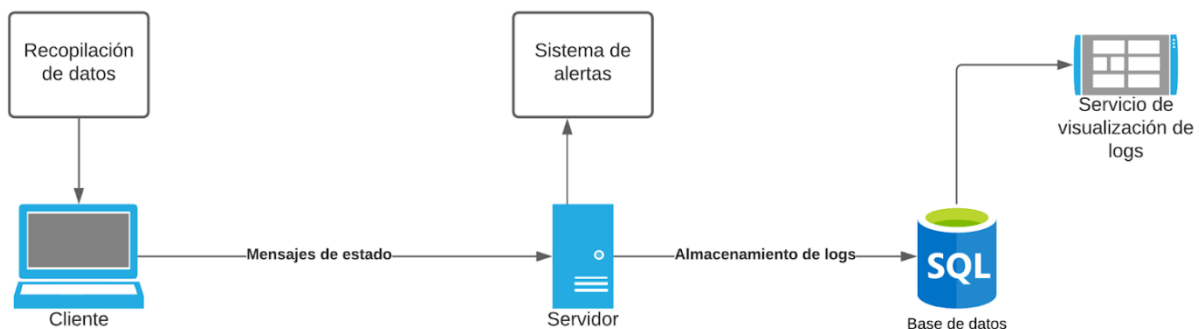 Recopilación
de datos
Sistema de
alertas
Servicio de
visualización de
logs
Mensajes de estado
Almacenamiento de logs
SQL
Cliente
Servidor
Base de datos